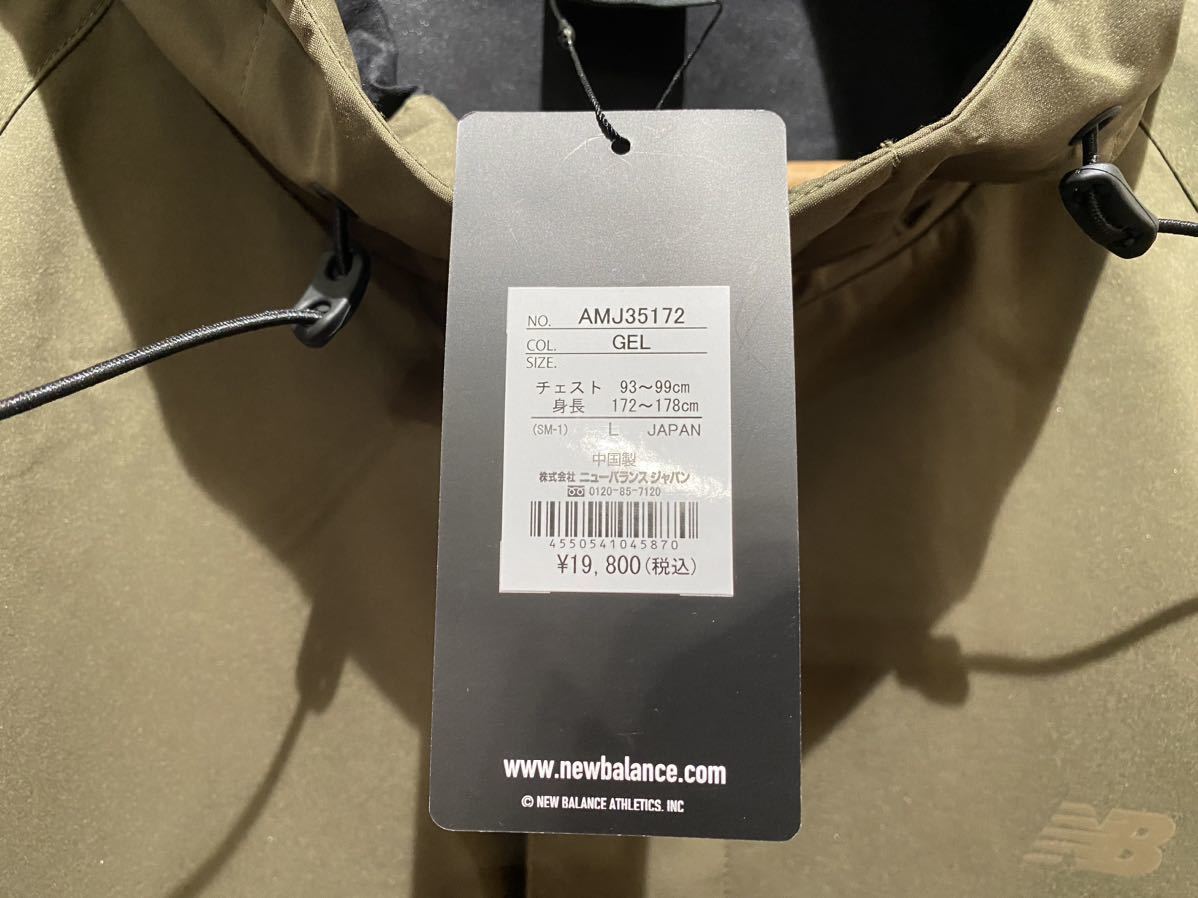 NO. AMJ35172
COL. GEL
SIZE.
チェスト 93～99cm
身長 172～178cm
(SM-1) L JAPAN
中国製
株式会社 ニューバランス ジャパン
0120-85-7120
4550541045870
¥19,800(税込)
www.newbalance.com
© NEW BALANCE ATHLETICS. INC
NB